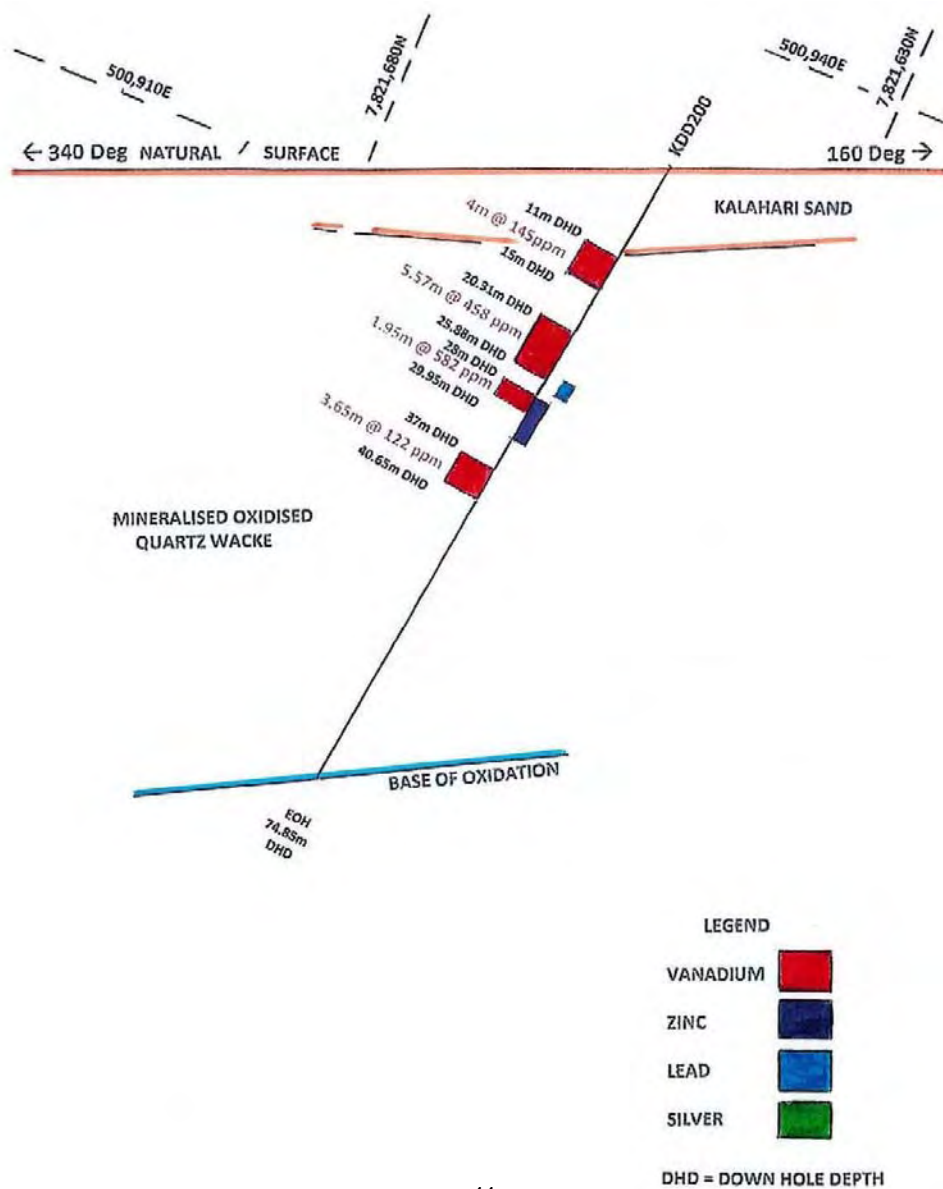 500,910E
7,821,680N
500,940E
7,821,630N
← 340 Deg NATURAL / SURFACE
KDD200
160 Deg →
KALAHARI SAND
11m DHD
4m @ 145ppm
15m DHD
20.31m DHD
5.57m @ 458 ppm
25.88m DHD
28m DHD
1.95m @ 582 ppm
29.95m DHD
37m DHD
3.65m @ 122 ppm
40.65m DHD
MINERALISED OXIDISED
QUARTZ WACKE
BASE OF OXIDATION
EOH
74.85m
DHD
LEGEND
VANADIUM
ZINC
LEAD
SILVER
DHD = DOWN HOLE DEPTH